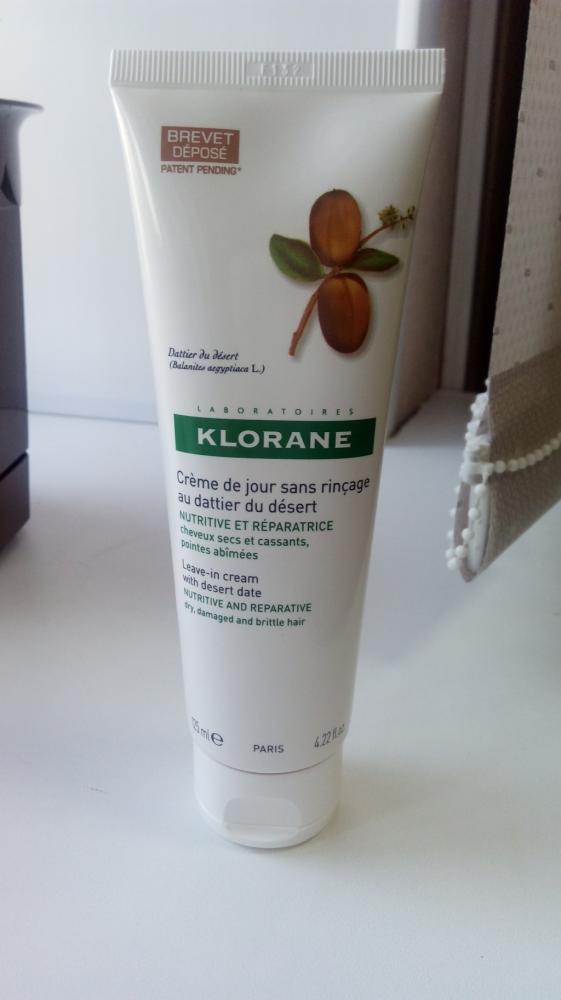 BREVET
DÉPOSÉ
PATENT PENDING*
Dattier du désert
(Balanites aegyptiaca L.)
LABORATOIRES
KLORANE
Crème de jour sans rinçage
au dattier du désert
NUTRITIVE ET RÉPARATRICE
cheveux secs et cassants,
pointes abîmées
Leave-in cream
with desert date
NUTRITIVE AND REPARATIVE
dry, damaged and brittle hair
125 ml e PARIS 4.22 fl.oz